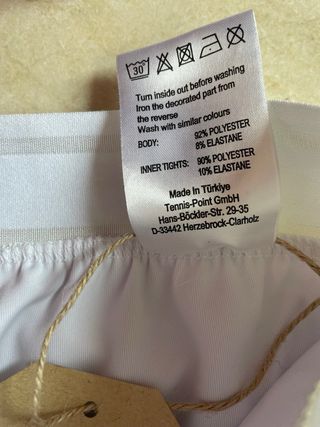 30
Turn inside out before washing
Iron the decorated part from
the reverse
Wash with similar colours
BODY: 92% POLYESTER
8% ELASTANE
INNER TIGHTS: 90% POLYESTER
10% ELASTANE
Made In Türkiye
Tennis-Point GmbH
Hans-Böckler-Str. 29-35
D-33442 Herzebrock-Clarholz